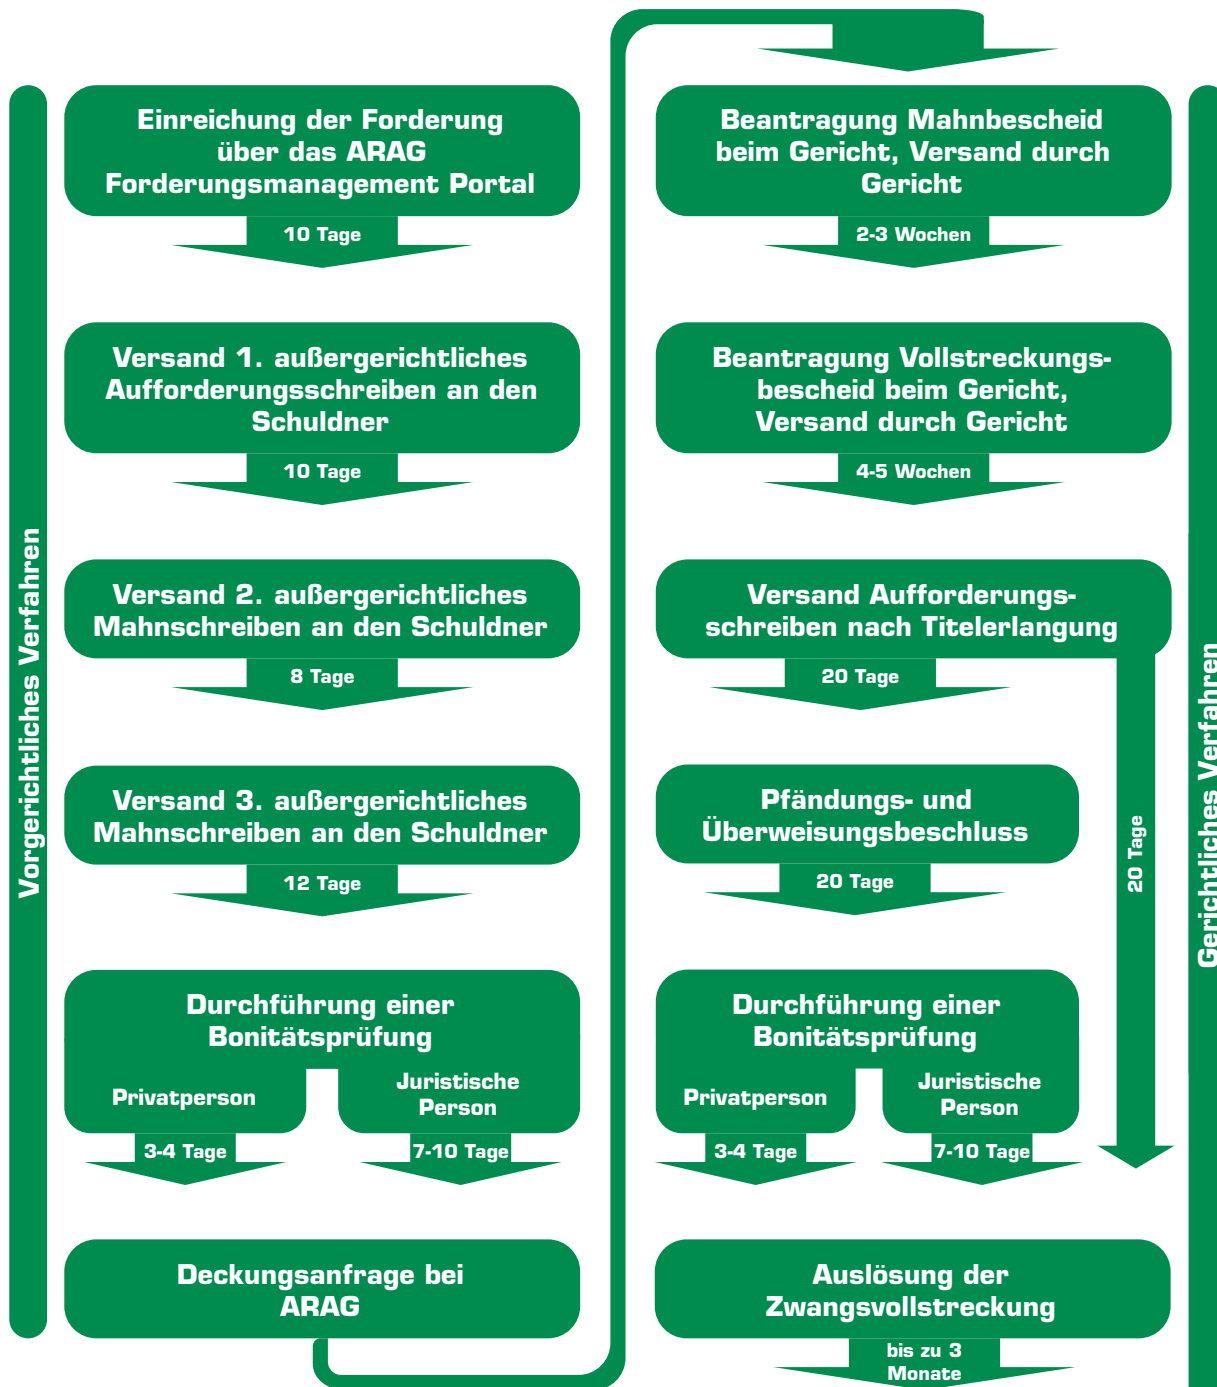 Vorgerichtliches Verfahren
Einreichung der Forderung
über das ARAG
Forderungsmanagement Portal
10 Tage
Versand 1. außergerichtliches
Aufforderungsschreiben an den
Schuldner
10 Tage
Versand 2. außergerichtliches
Mahnschreiben an den Schuldner
8 Tage
Versand 3. außergerichtliches
Mahnschreiben an den Schuldner
12 Tage
Durchführung einer
Bonitätsprüfung
Privatperson
3-4 Tage
Juristische
Person
7-10 Tage
Deckungsanfrage bei
ARAG
Beantragung Mahnbescheid
beim Gericht, Versand durch
Gericht
2-3 Wochen
Beantragung Vollstreckungs-
bescheid beim Gericht,
Versand durch Gericht
4-5 Wochen
Versand Aufforderungs-
schreiben nach Titelerlangung
20 Tage
Pfändungs- und
Überweisungsbeschluss
20 Tage
Durchführung einer
Bonitätsprüfung
Privatperson
3-4 Tage
Juristische
Person
7-10 Tage
20 Tage
Auslösung der
Zwangsvollstreckung
bis zu 3
Monate
Gerichtliches Verfahren